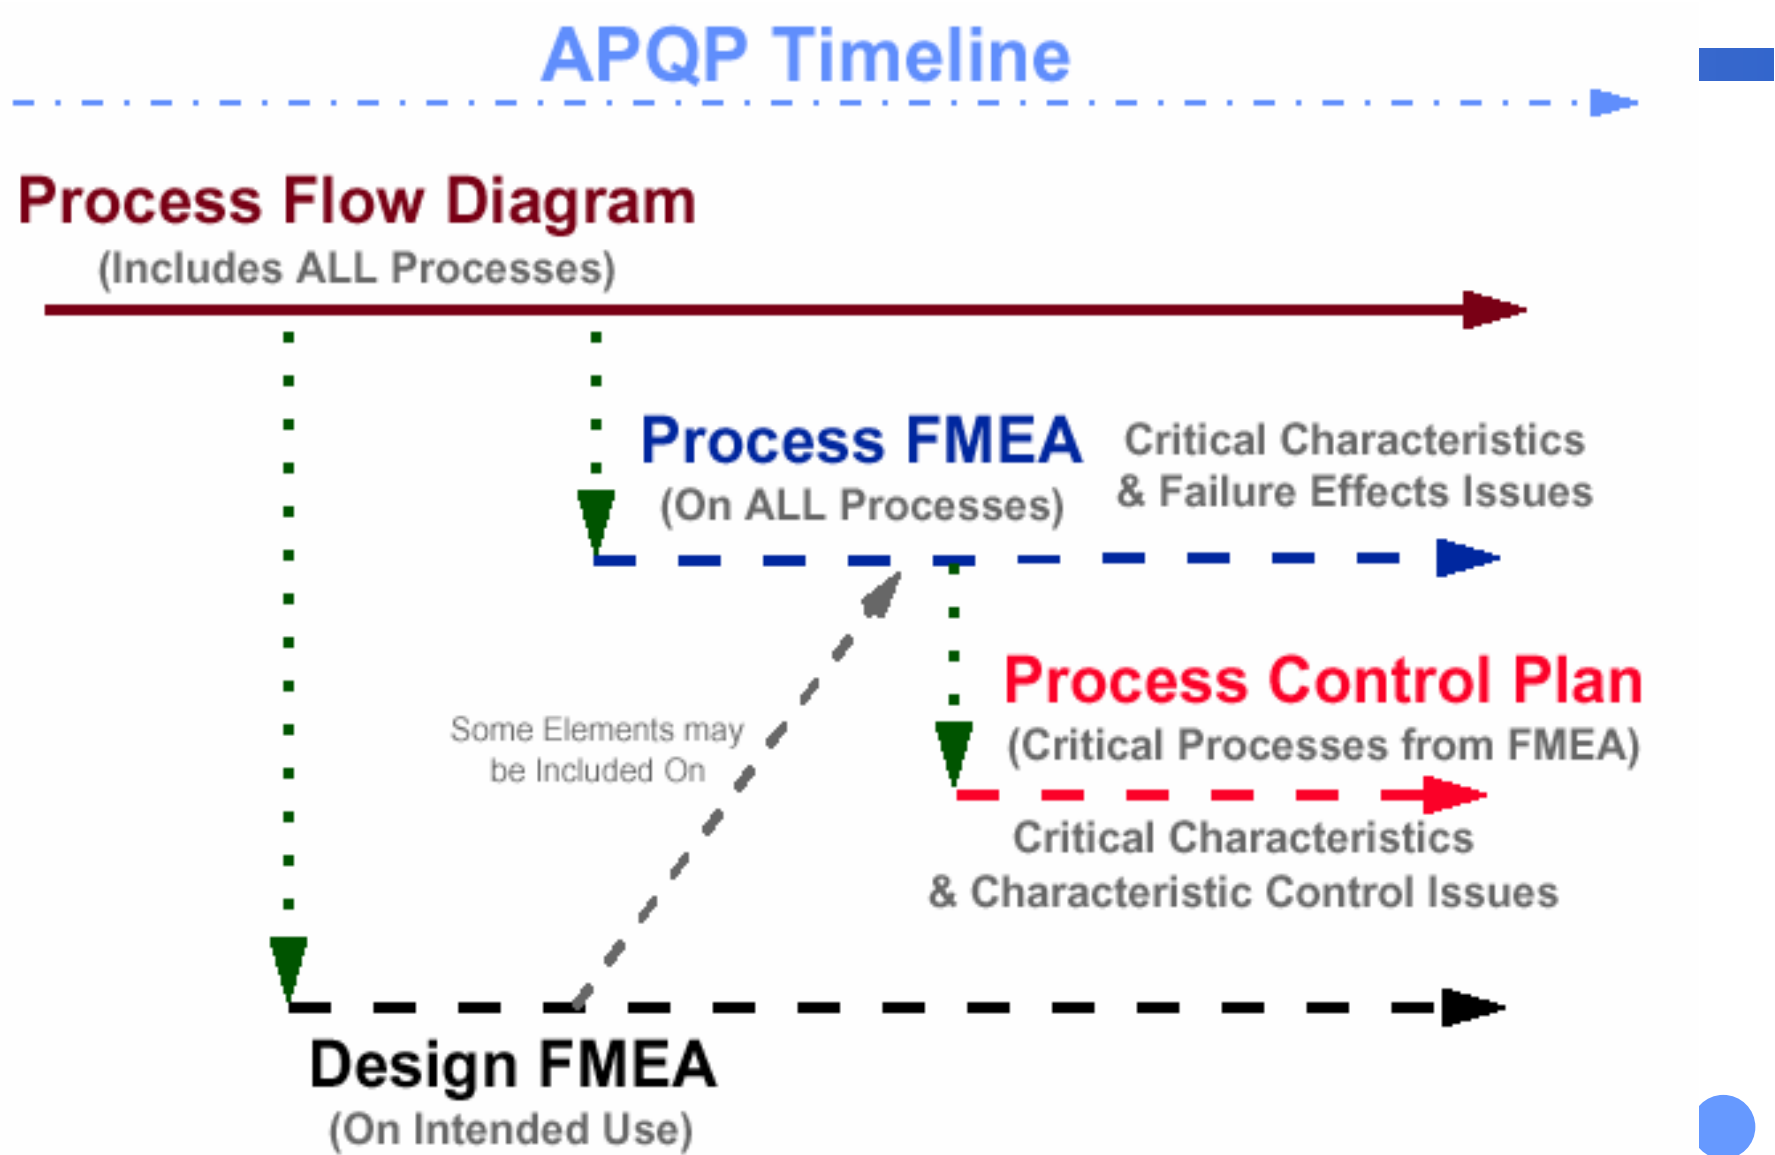 APQP Timeline
Process Flow Diagram
(Includes ALL Processes)
Process FMEA
(On ALL Processes)
Critical Characteristics
& Failure Effects Issues
Some Elements may
be Included On
Process Control Plan
(Critical Processes from FMEA)
Critical Characteristics
& Characteristic Control Issues
Design FMEA
(On Intended Use)